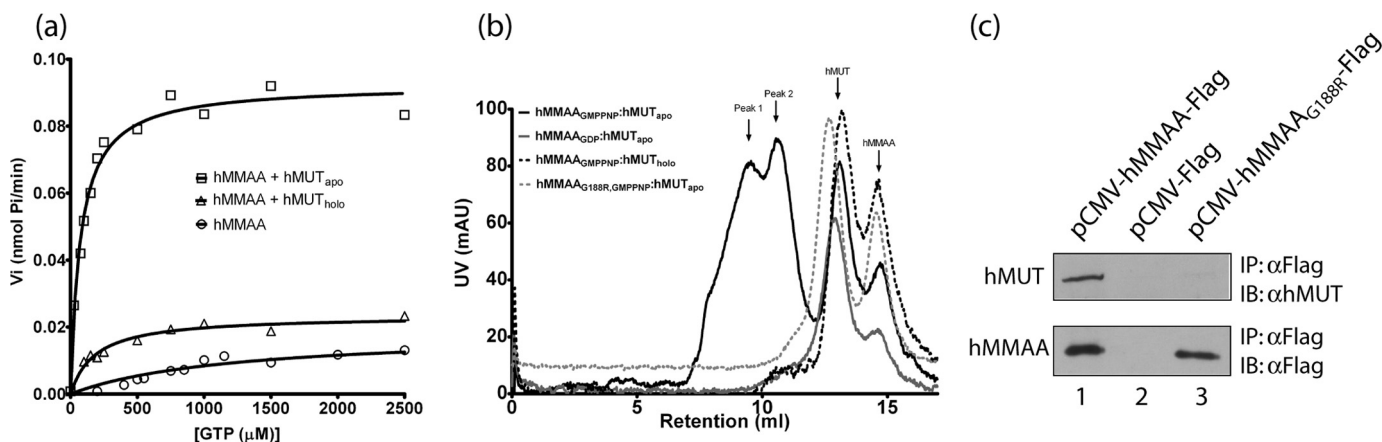 (a)
0.10
0.08
0.06
0.04
0.02
0.00
Vi (nmol Pi/min)
hMMAA + hMUTapo
hMMAA + hMUTholo
hMMAA
0
500
1000
1500
2000
2500
[GTP (μM)]
(b)
100
80
60
40
20
0
UV (mAU)
hMMAAGMPPNP:hMUTapo
hMMAAGDP:hMUTapo
hMMAAGMPPNP:hMUTholo
hMMAAG188R,GMPPNP:hMUTapo
Peak 1
Peak 2
hMUT
hMMAA
0
5
10
15
Retention (ml)
(c)
pCMV-hMMAA-Flag
pCMV-Flag
pCMV-hMMAAG188R-Flag
hMUT
IP: αFlag
IB: αhMUT
hMMAA
IP: αFlag
IB: αFlag
1 2 3